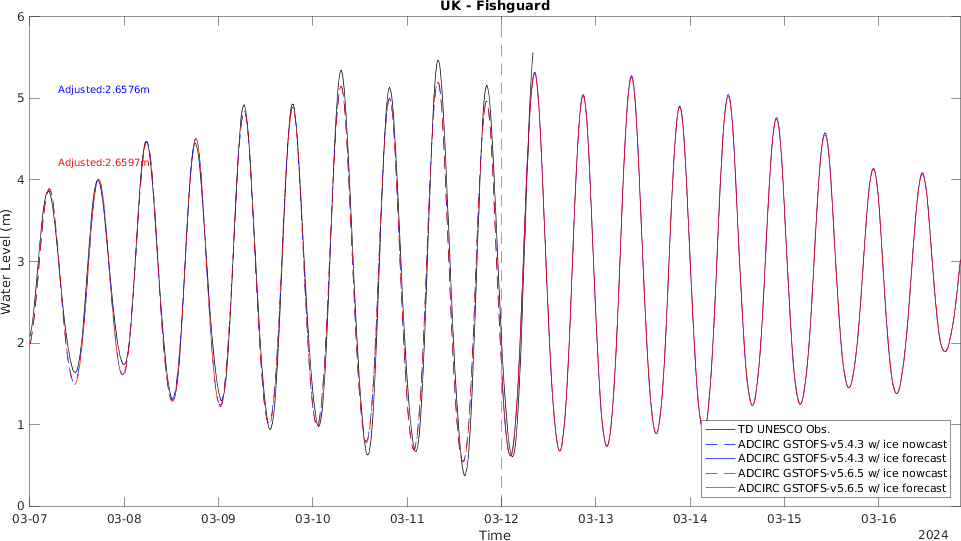 UK - Fishguard
6
5
4
3
2
1
0
Water Level (m)
Adjusted:2.6576m
Adjusted:2.6597m
TD UNESCO Obs.
ADCIRC GSTOFS-v5.4.3 w/ ice nowcast
ADCIRC GSTOFS-v5.4.3 w/ ice forecast
ADCIRC GSTOFS-v5.6.5 w/ ice nowcast
ADCIRC GSTOFS-v5.6.5 w/ ice forecast
03-07 03-08 03-09 03-10 03-11 03-12 03-13 03-14 03-15 03-16
Time
2024